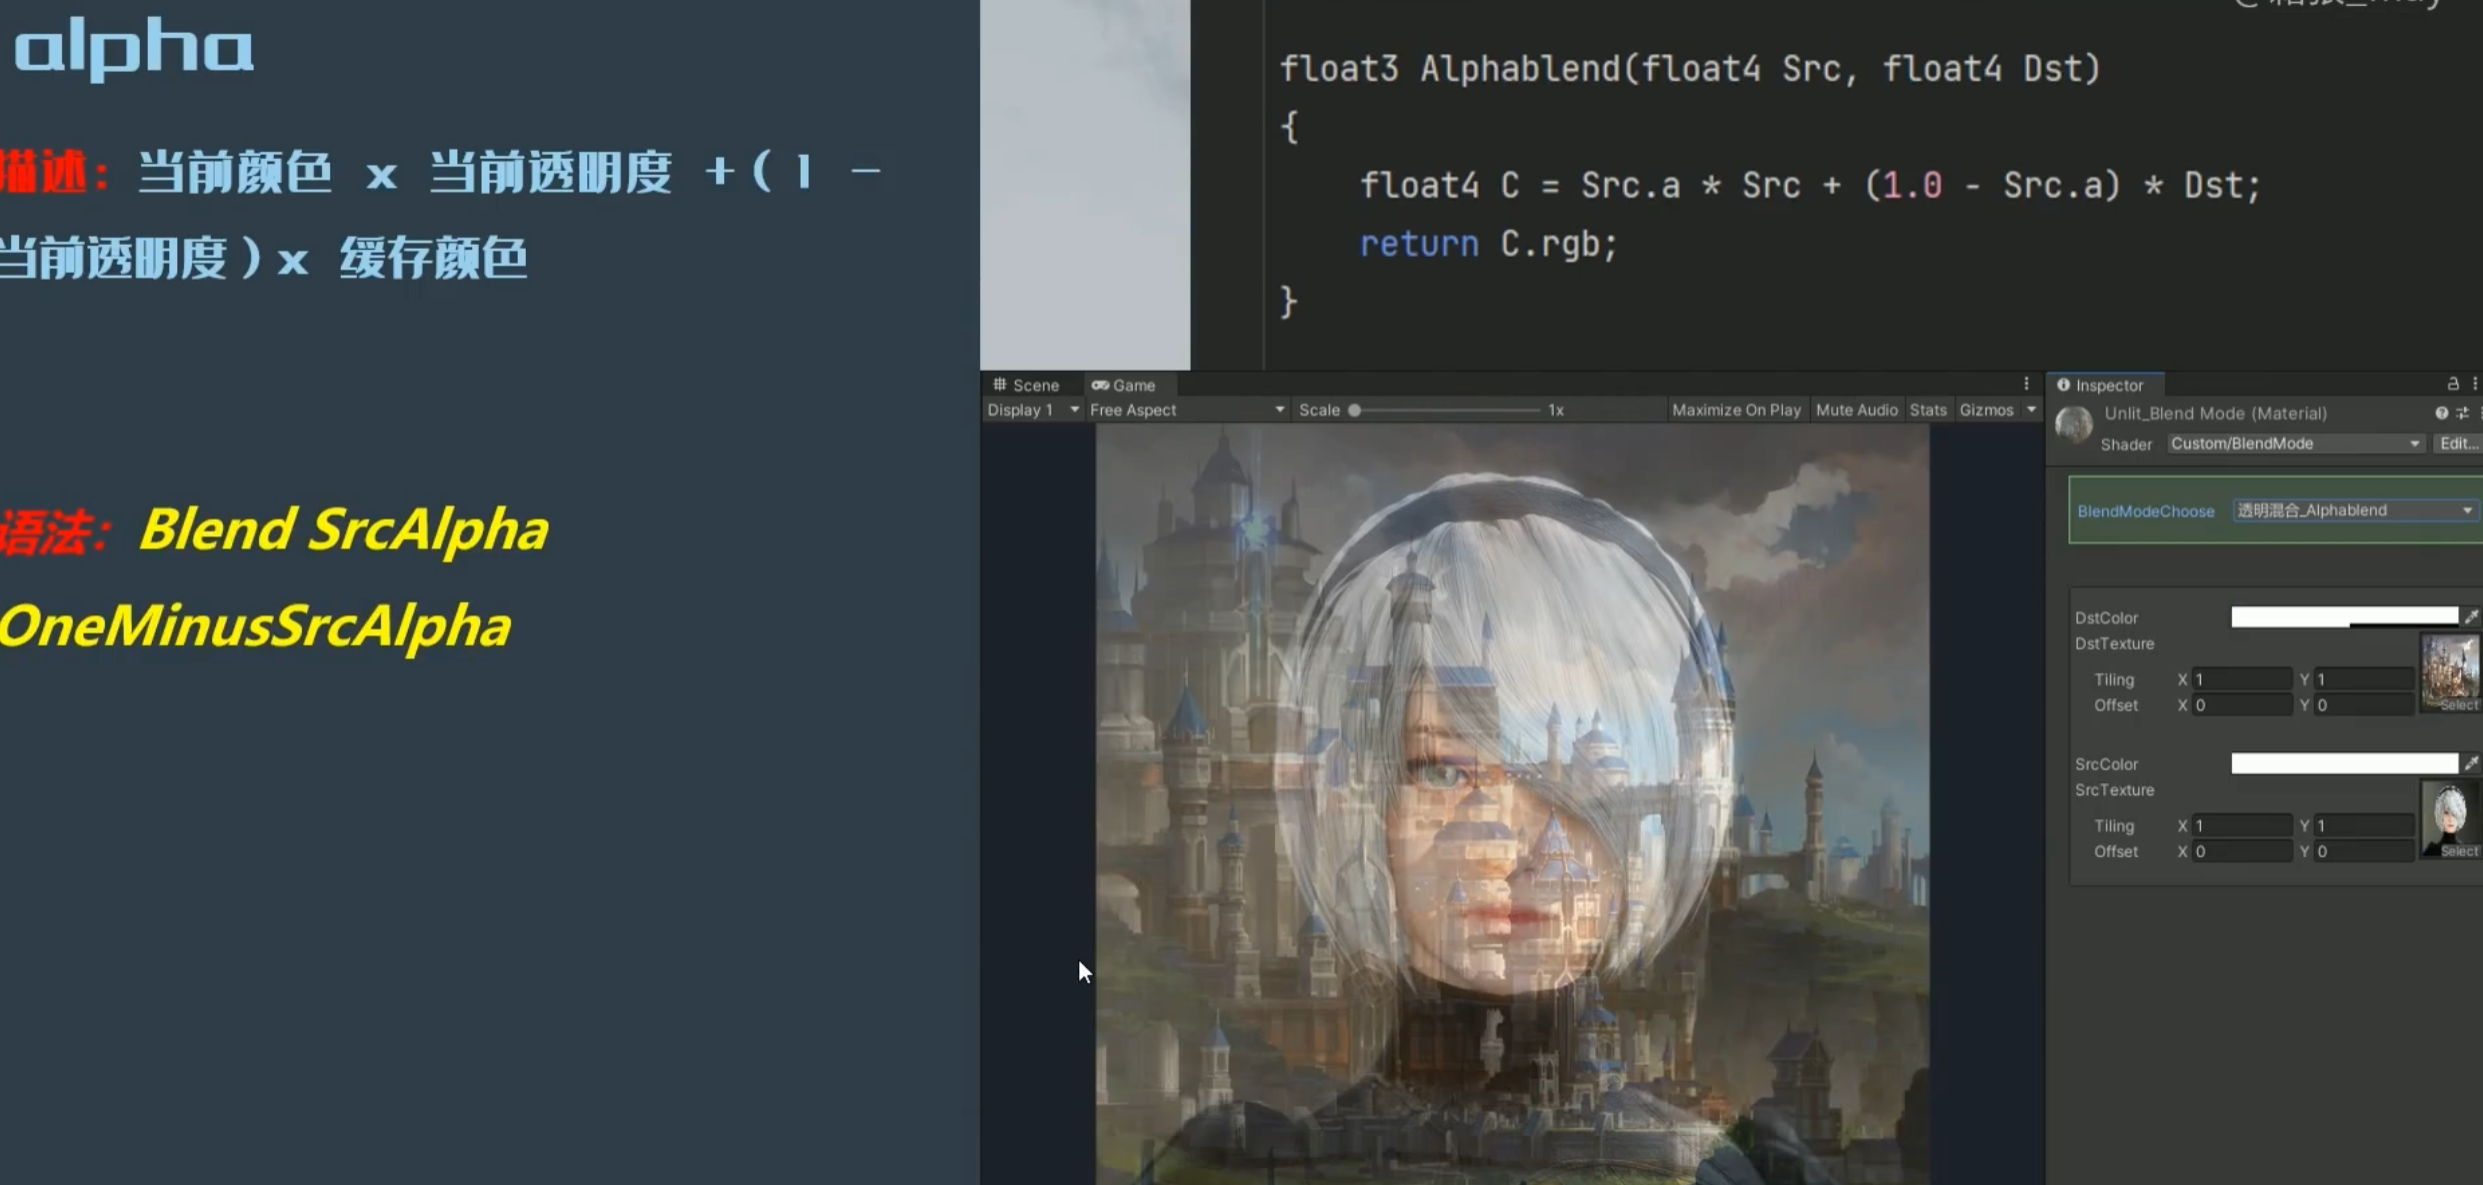 alpha
描述：当前颜色 x 当前透明度 +( 1 -
当前透明度 ) x 缓存颜色
语法：Blend SrcAlpha
OneMinusSrcAlpha
float3 Alphablend(float4 Src, float4 Dst)
{
float4 C = Src.a * Src + (1.0 - Src.a) * Dst;
return C.rgb;
}
Scene Game
Display 1 Free Aspect Scale 1x Maximize On Play Mute Audio Stats Gizmos
Inspector
Unlit_Blend Mode (Material)
Shader Custom/BlendMode Edit...
BlendModeChoose 透明混合_Alphablend
DstColor
DstTexture
Tiling X 1 Y 1
Offset X 0 Y 0 Select
SrcColor
SrcTexture
Tiling X 1 Y 1
Offset X 0 Y 0 Select